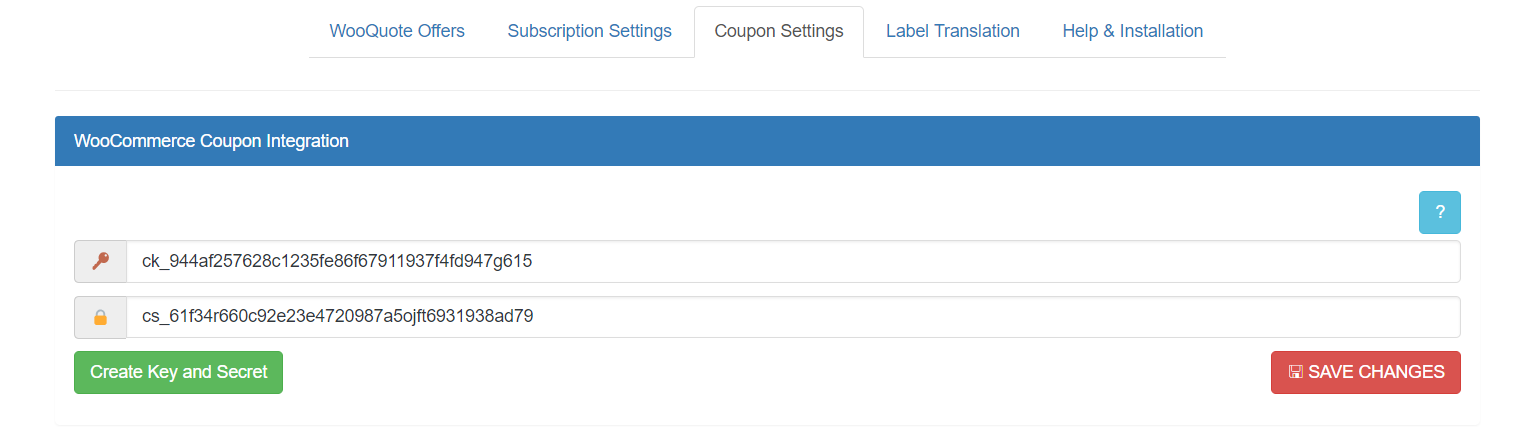 WooQuote Offers Subscription Settings Coupon Settings Label Translation Help & Installation
WooCommerce Coupon Integration
?
ck_944af257628c1235fe86f67911937f4fd947g615
cs_61f34r660c92e23e4720987a5ojft6931938ad79
Create Key and Secret SAVE CHANGES